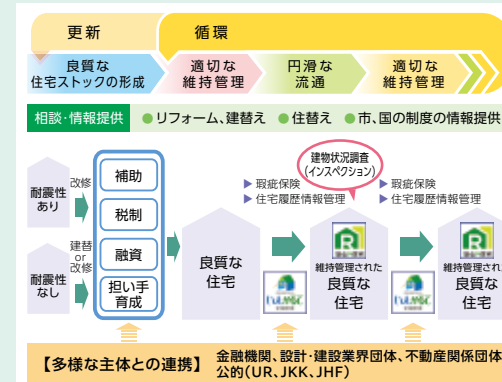 更新
循環
良質な
住宅ストックの形成
適切な
維持管理
円滑な
流通
適切な
維持管理
相談・情報提供
●リフォーム、建替え ●住替え ●市、国の制度の情報提供
建物状況調査
(インスペクション)
▶瑕疵保険
▶住宅履歴情報管理
▶瑕疵保険
▶住宅履歴情報管理
耐震性
あり
改修
耐震性
なし
建替
or
改修
補助
税制
融資
担い手
育成
良質な
住宅
R
維持管理された
良質な
住宅
R
維持管理され
良質な
住宅
【多様な主体との連携】
金融機関、設計・建設業界団体、不動産関係団体
公的(UR、JKK、JHF)